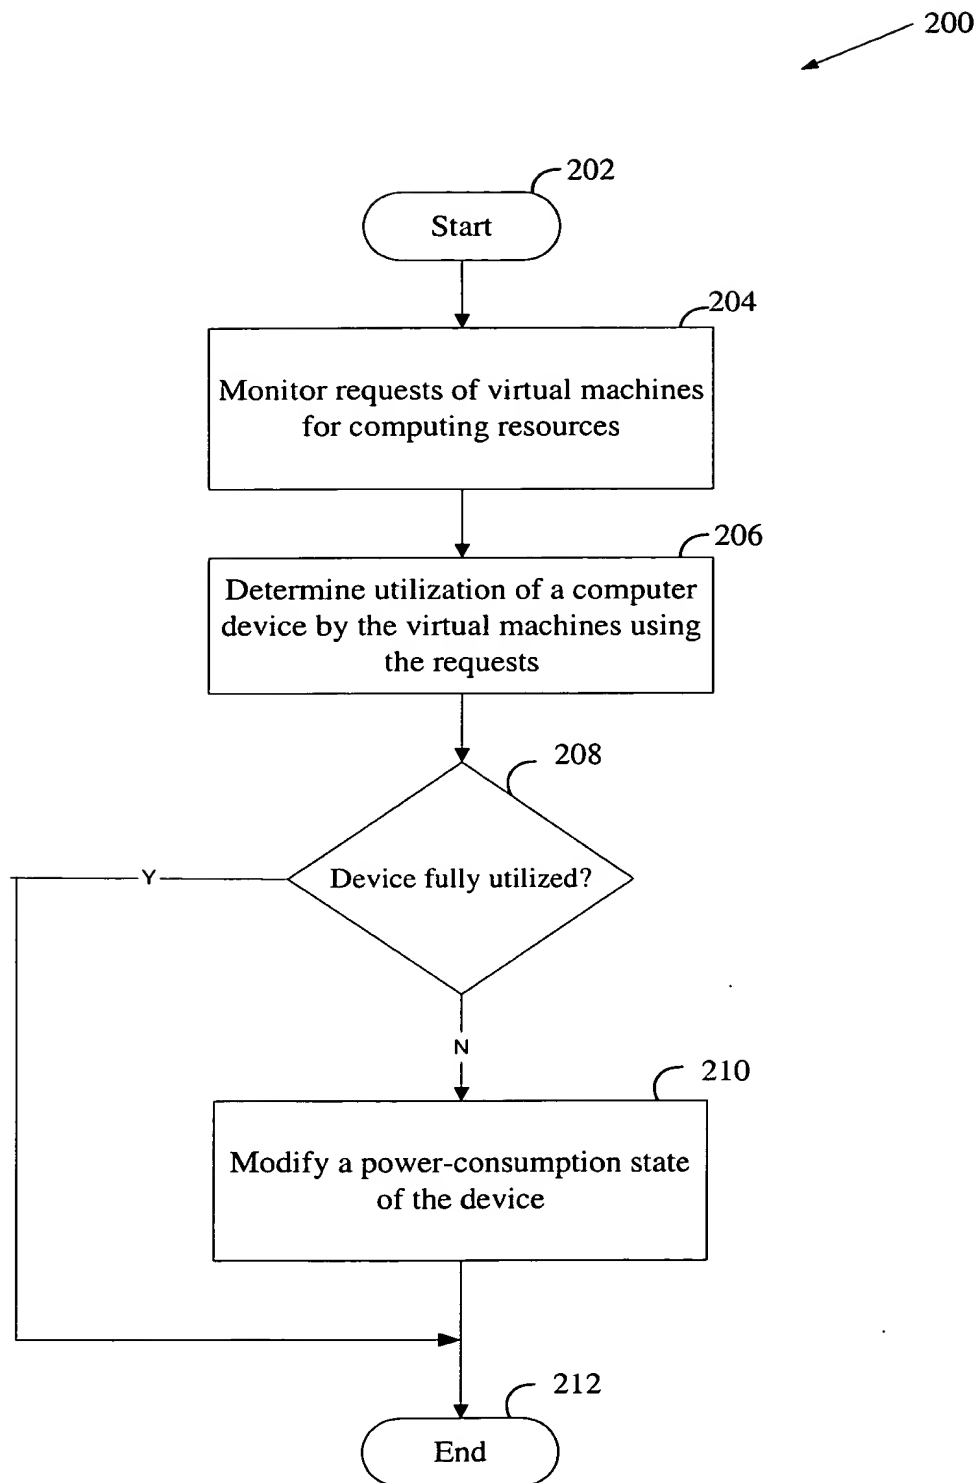 200
202
Start
204
Monitor requests of virtual machines
for computing resources
206
Determine utilization of a computer
device by the virtual machines using
the requests
208
Device fully utilized?
Y
N
210
Modify a power-consumption state
of the device
212
End